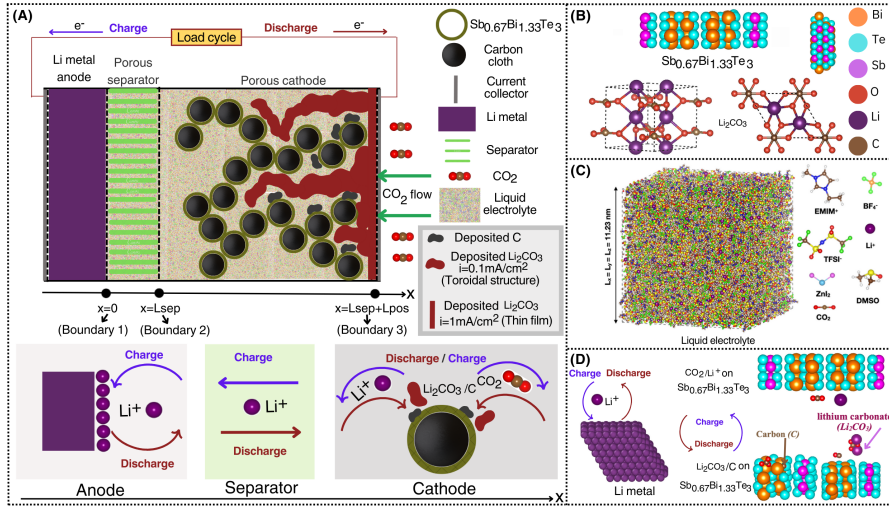 (A)
e-
Charge
Load cycle
Discharge
e-
Li metal
anode
Porous
separator
Porous cathode
CO2 flow
x=0
(Boundary 1)
x=Lsep
(Boundary 2)
x=Lsep+Lpos
(Boundary 3)
X
Sb0.67Bi1.33Te3
Carbon
cloth
Current
collector
Li metal
Separator
CO2
Liquid
electrolyte
Deposited C
Deposited Li2CO3
i=0.1mA/cm2
(Toroidal structure)
Deposited Li2CO3
i=1mA/cm2 (Thin film)
Charge
Li+
Discharge
Anode
Charge
Li+
Discharge
Separator
Discharge / Charge
Li+
Li2CO3 /C
CO2
Discharge
Cathode
X
(B)
Sb0.67Bi1.33Te3
Li2CO3
Bi
Te
Sb
O
Li
C
(C)
Lx = Ly = Lz = 11.23 nm
Liquid electrolyte
EMIM+
BF4-
TFSI-
Li+
ZnI2
DMSO
CO2
(D)
Charge
Discharge
Li+
Li metal
CO2/Li+ on
Sb0.67Bi1.33Te3
Charge
Discharge
Li2CO3/C on
Sb0.67Bi1.33Te3
Carbon (C)
lithium carbonate
(Li2CO3)